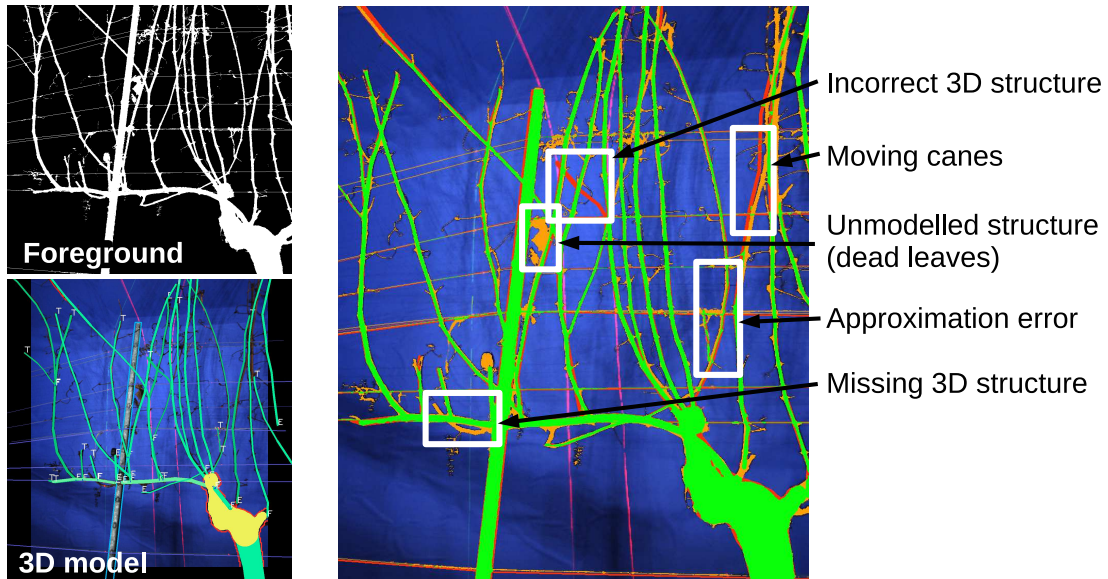 Foreground
3D model
Incorrect 3D structure
Moving canes
Unmodelled structure
(dead leaves)
Approximation error
Missing 3D structure